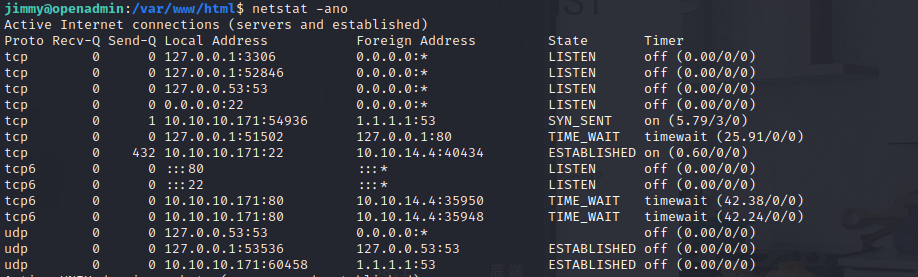 jimmy@openadmin:/var/www/html$ netstat -ano
Active Internet connections (servers and established)
Proto Recv-Q Send-Q Local Address Foreign Address State Timer
tcp 0 0 127.0.0.1:3306 0.0.0.0:* LISTEN off (0.00/0/0)
tcp 0 0 127.0.0.1:52846 0.0.0.0:* LISTEN off (0.00/0/0)
tcp 0 0 127.0.0.53:53 0.0.0.0:* LISTEN off (0.00/0/0)
tcp 0 0 0.0.0.0:22 0.0.0.0:* LISTEN off (0.00/0/0)
tcp 0 1 10.10.10.171:54936 1.1.1.1:53 SYN_SENT on (5.79/3/0)
tcp 0 0 127.0.0.1:51502 127.0.0.1:80 TIME_WAIT timewait (25.91/0/0)
tcp 0 432 10.10.10.171:22 10.10.14.4:40434 ESTABLISHED on (0.60/0/0)
tcp6 0 0 :::80 :::* LISTEN off (0.00/0/0)
tcp6 0 0 :::22 :::* LISTEN off (0.00/0/0)
tcp6 0 0 10.10.10.171:80 10.10.14.4:35950 TIME_WAIT timewait (42.38/0/0)
tcp6 0 0 10.10.10.171:80 10.10.14.4:35948 TIME_WAIT timewait (42.24/0/0)
udp 0 0 127.0.0.53:53 0.0.0.0:* off (0.00/0/0)
udp 0 0 127.0.0.1:53536 127.0.0.53:53 ESTABLISHED off (0.00/0/0)
udp 0 0 10.10.10.171:60458 1.1.1.1:53 ESTABLISHED off (0.00/0/0)